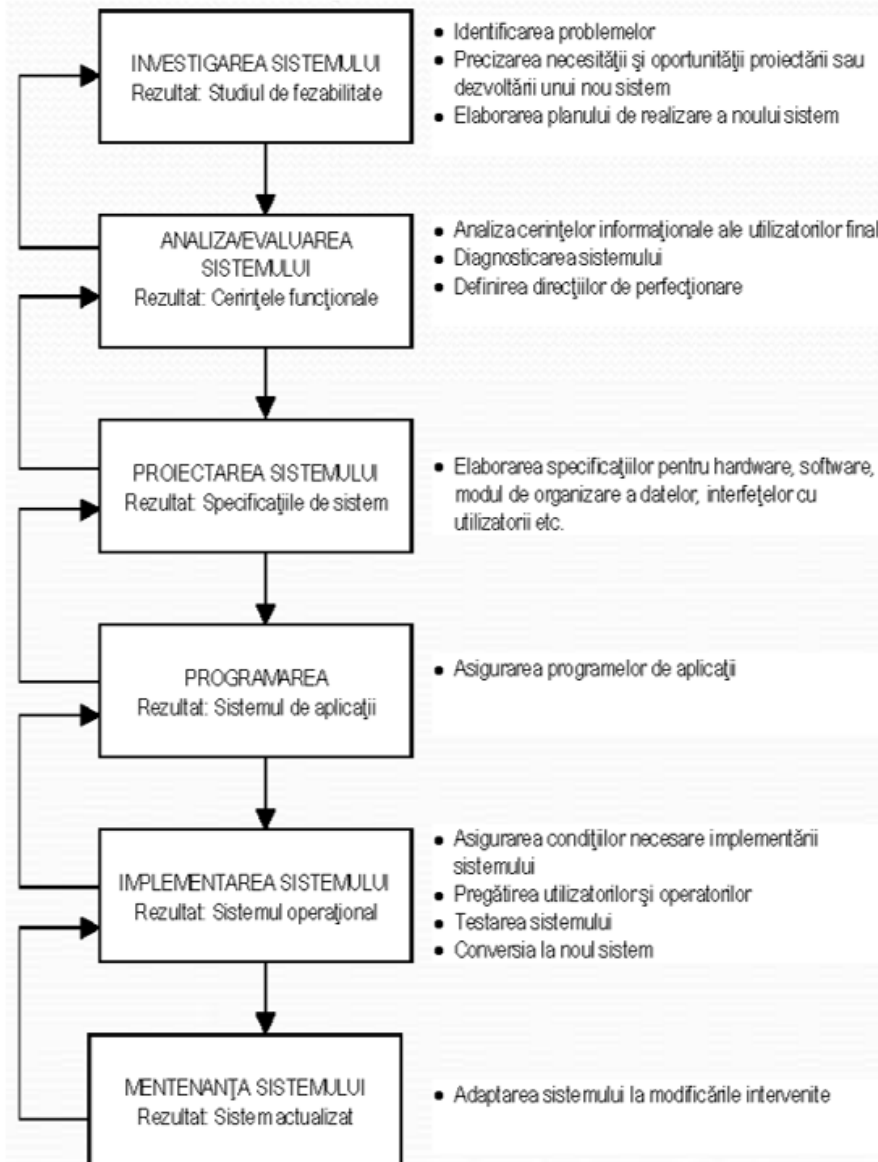 INVESTIGAREA SISTEMULUI
Rezultat: Studiul de fezabilitate
• Identificarea problemelor
• Precizarea necesităţii şi oportunităţii proiectării sau
dezvoltării unui nou sistem
• Elaborarea planului de realizare a noului sistem
ANALIZA/EVALUAREA
SISTEMULUI
Rezultat: Cerinţele funcţionale
• Analiza cerinţelor informaţionale ale utilizatorilor final
• Diagnosticarea sistemului
• Definirea direcţiilor de perfecţionare
PROIECTAREA SISTEMULUI
Rezultat: Specificaţiile de sistem
• Elaborarea specificaţiilor pentru hardware, software,
modul de organizare a datelor, interfeţelor cu
utilizatorii etc.
PROGRAMAREA
Rezultat: Sistemul de aplicaţii
• Asigurarea programelor de aplicaţii
IMPLEMENTAREA SISTEMULUI
Rezultat: Sistemul operaţional
• Asigurarea condiţiilor necesare implementării
sistemului
• Pregătirea utilizatorilor şi operatorilor
• Testarea sistemului
• Conversia la noul sistem
MENTENANŢA SISTEMULUI
Rezultat: Sistem actualizat
• Adaptarea sistemului la modificările intervenite